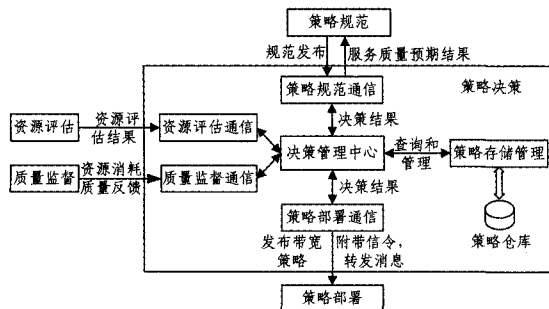 策略规范
规范发布
服务质量预期结果
策略规范通信
策略决策
决策结果
资源评估
资源评
估结果
资源评估通信
决策管理中心
查询和
管理
策略存储管理
质量监督
资源消耗
质量反馈
质量监督通信
决策结果
策略部署通信
策略仓库
发布带宽
策略
附带信令，
转发消息
策略部署